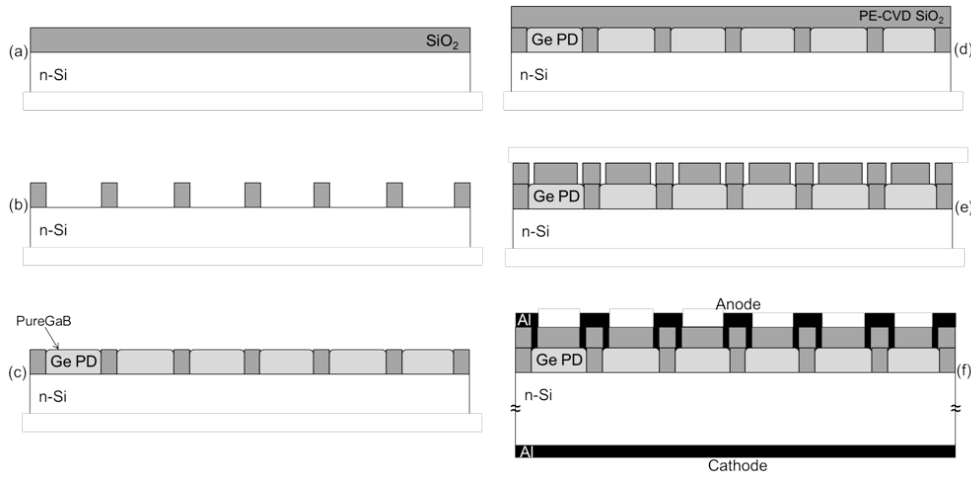 (a)
SiO₂
n-Si
(b)
n-Si
PureGaB
(c)
Ge PD
n-Si
PE-CVD SiO₂
Ge PD
(d)
n-Si
Ge PD
(e)
n-Si
Anode
Al
Ge PD
(f)
n-Si
≈ ≈
Al
Cathode